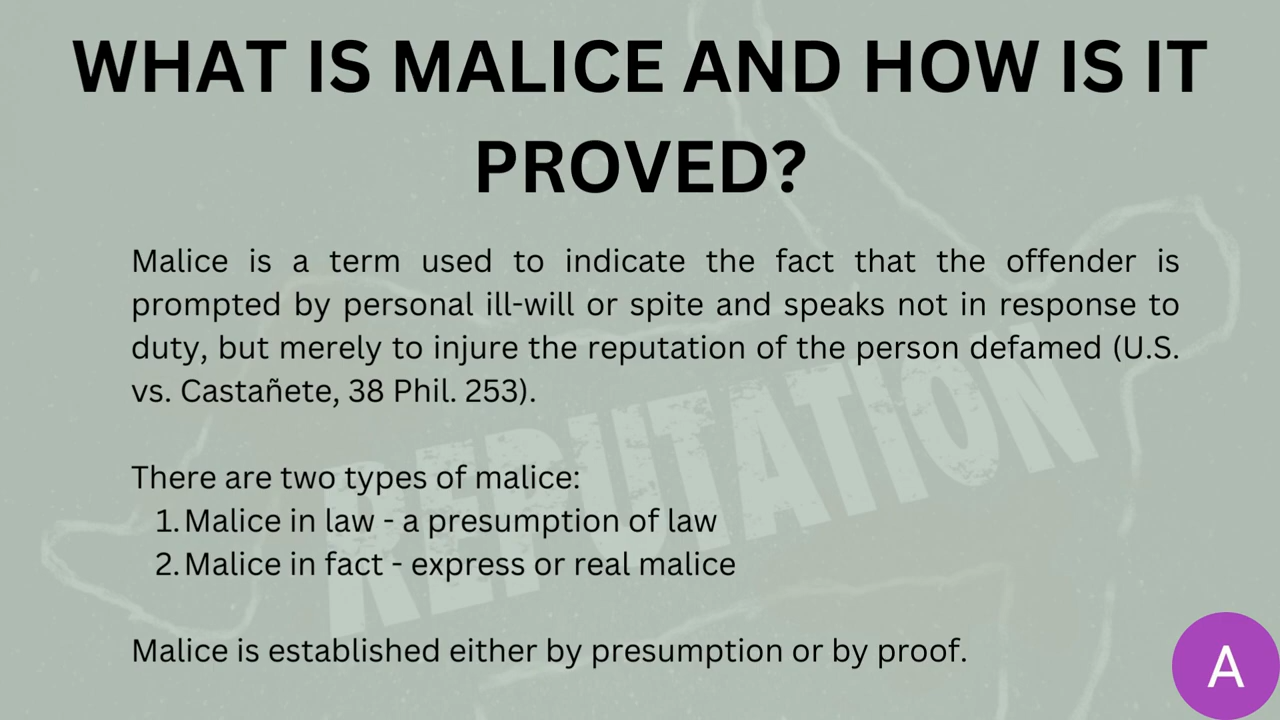 WHAT IS MALICE AND HOW IS IT
PROVED?
Malice is a term used to indicate the fact that the offender is
prompted by personal ill-will or spite and speaks not in response to
duty, but merely to injure the reputation of the person defamed (U.S.
vs. Castañete, 38 Phil. 253).
REPUTATION
There are two types of malice:
1. Malice in law - a presumption of law
2. Malice in fact - express or real malice
Malice is established either by presumption or by proof.
A